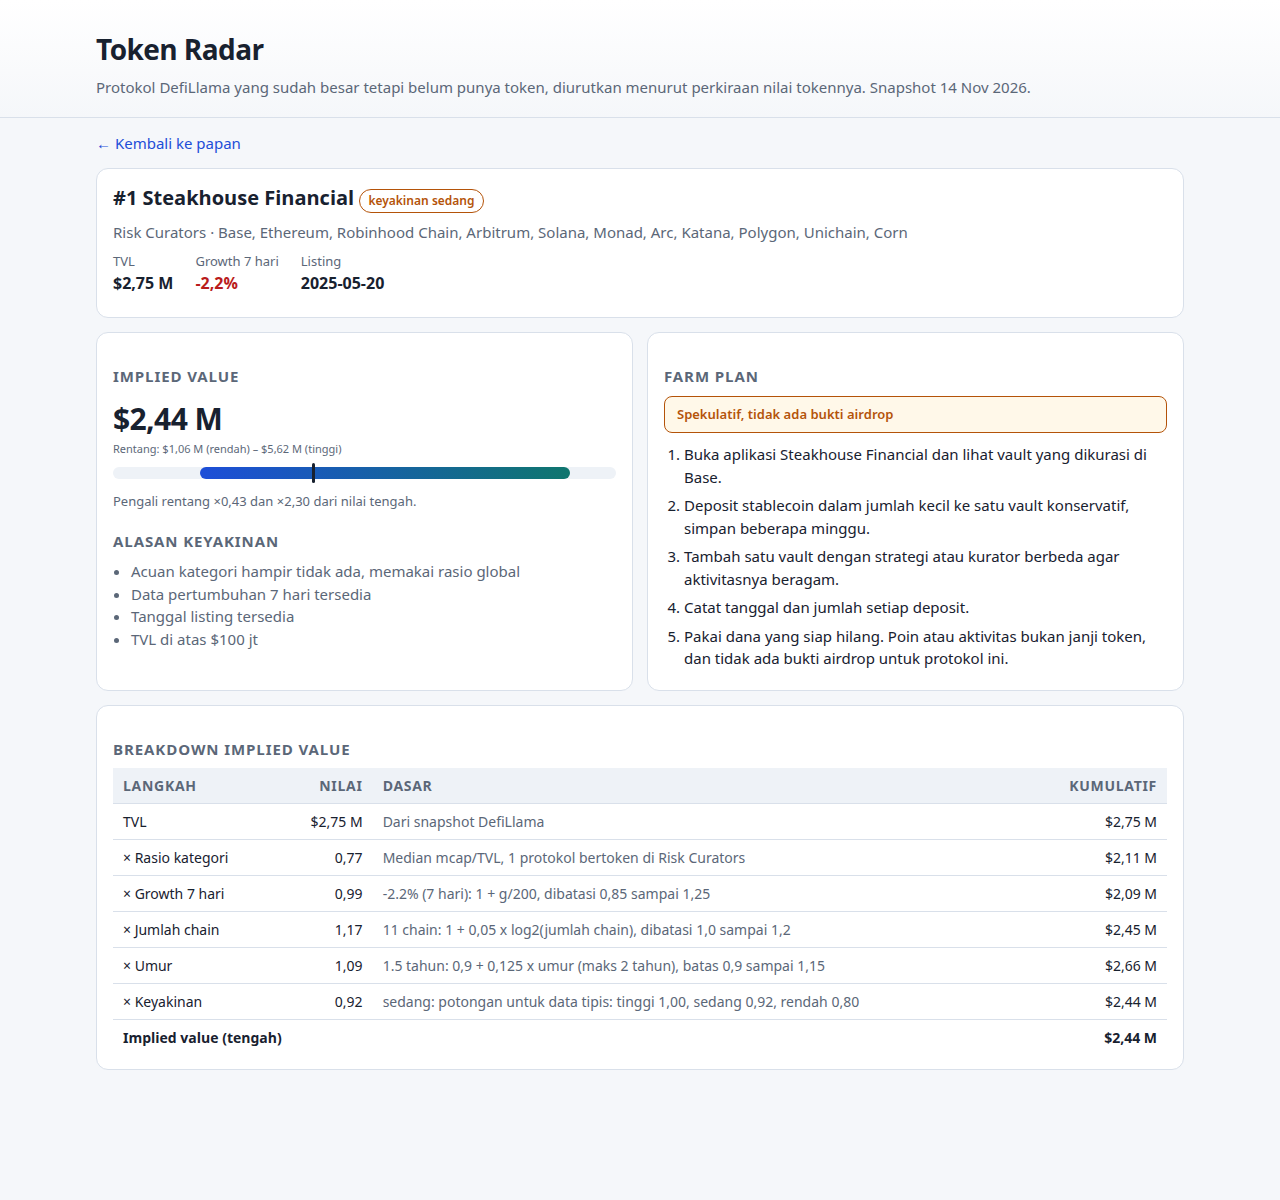 Token Radar
Protokol DefiLlama yang sudah besar tetapi belum punya token, diurutkan menurut perkiraan nilai tokennya. Snapshot 14 Nov 2026.
← Kembali ke papan
#1 Steakhouse Financial keyakinan sedang
Risk Curators · Base, Ethereum, Robinhood Chain, Arbitrum, Solana, Monad, Arc, Katana, Polygon, Unichain, Corn
TVL Growth 7 hari Listing
$2,75 M -2,2% 2025-05-20
IMPLIED VALUE
$2,44 M
Rentang: $1,06 M (rendah) – $5,62 M (tinggi)
Pengali rentang ×0,43 dan ×2,30 dari nilai tengah.
ALASAN KEYAKINAN
• Acuan kategori hampir tidak ada, memakai rasio global
• Data pertumbuhan 7 hari tersedia
• Tanggal listing tersedia
• TVL di atas $100 jt
FARM PLAN
Spekulatif, tidak ada bukti airdrop
1. Buka aplikasi Steakhouse Financial dan lihat vault yang dikurasi di
Base.
2. Deposit stablecoin dalam jumlah kecil ke satu vault konservatif,
simpan beberapa minggu.
3. Tambah satu vault dengan strategi atau kurator berbeda agar
aktivitasnya beragam.
4. Catat tanggal dan jumlah setiap deposit.
5. Pakai dana yang siap hilang. Poin atau aktivitas bukan janji token,
dan tidak ada bukti airdrop untuk protokol ini.
BREAKDOWN IMPLIED VALUE
LANGKAH NILAI DASAR KUMULATIF
TVL $2,75 M Dari snapshot DefiLlama $2,75 M
× Rasio kategori 0,77 Median mcap/TVL, 1 protokol bertoken di Risk Curators $2,11 M
× Growth 7 hari 0,99 -2.2% (7 hari): 1 + g/200, dibatasi 0,85 sampai 1,25 $2,09 M
× Jumlah chain 1,17 11 chain: 1 + 0,05 x log2(jumlah chain), dibatasi 1,0 sampai 1,2 $2,45 M
× Umur 1,09 1.5 tahun: 0,9 + 0,125 x umur (maks 2 tahun), batas 0,9 sampai 1,15 $2,66 M
× Keyakinan 0,92 sedang: potongan untuk data tipis: tinggi 1,00, sedang 0,92, rendah 0,80 $2,44 M
Implied value (tengah) $2,44 M